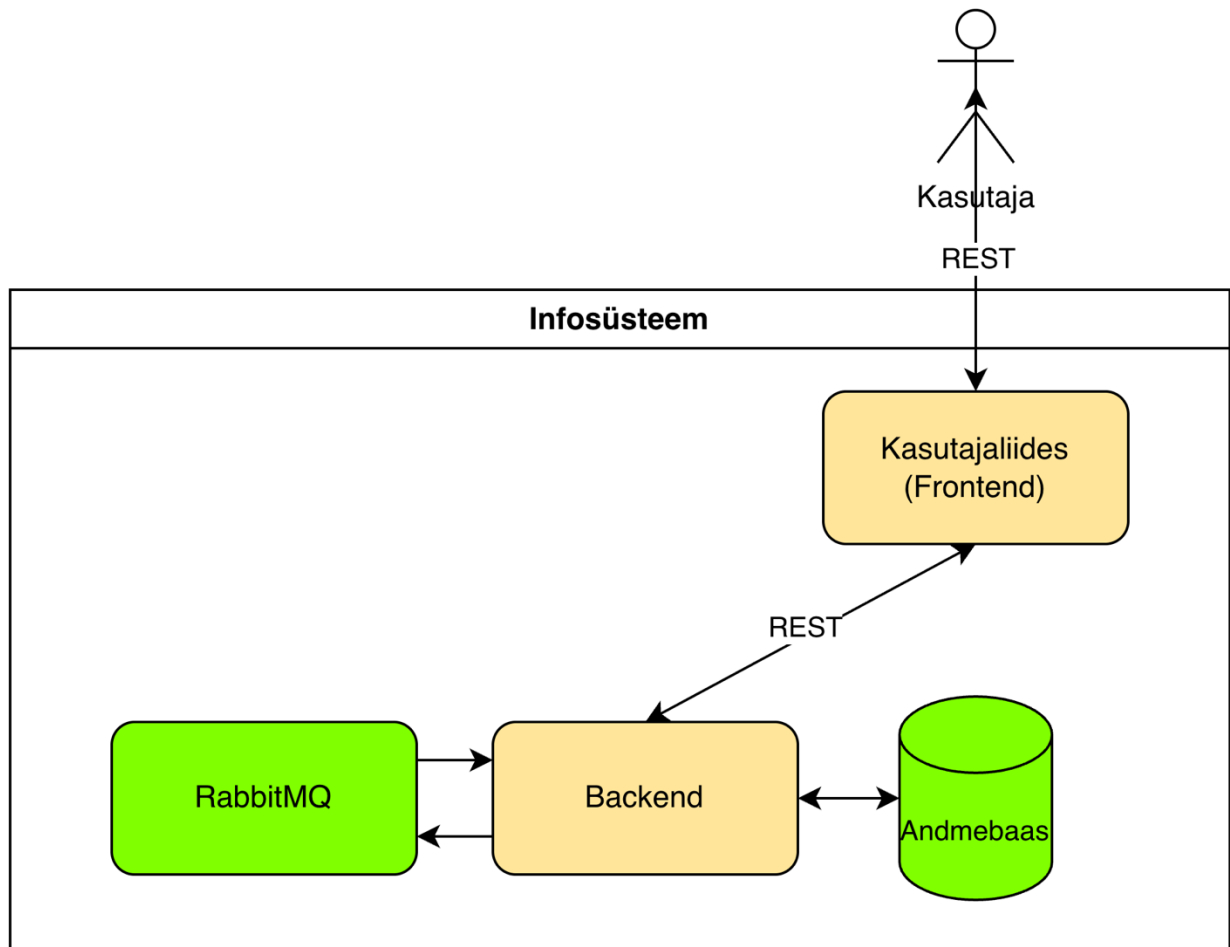 Kasutaja
REST
Infosüsteem
Kasutajaliides
(Frontend)
REST
RabbitMQ
Backend
Andmebaas